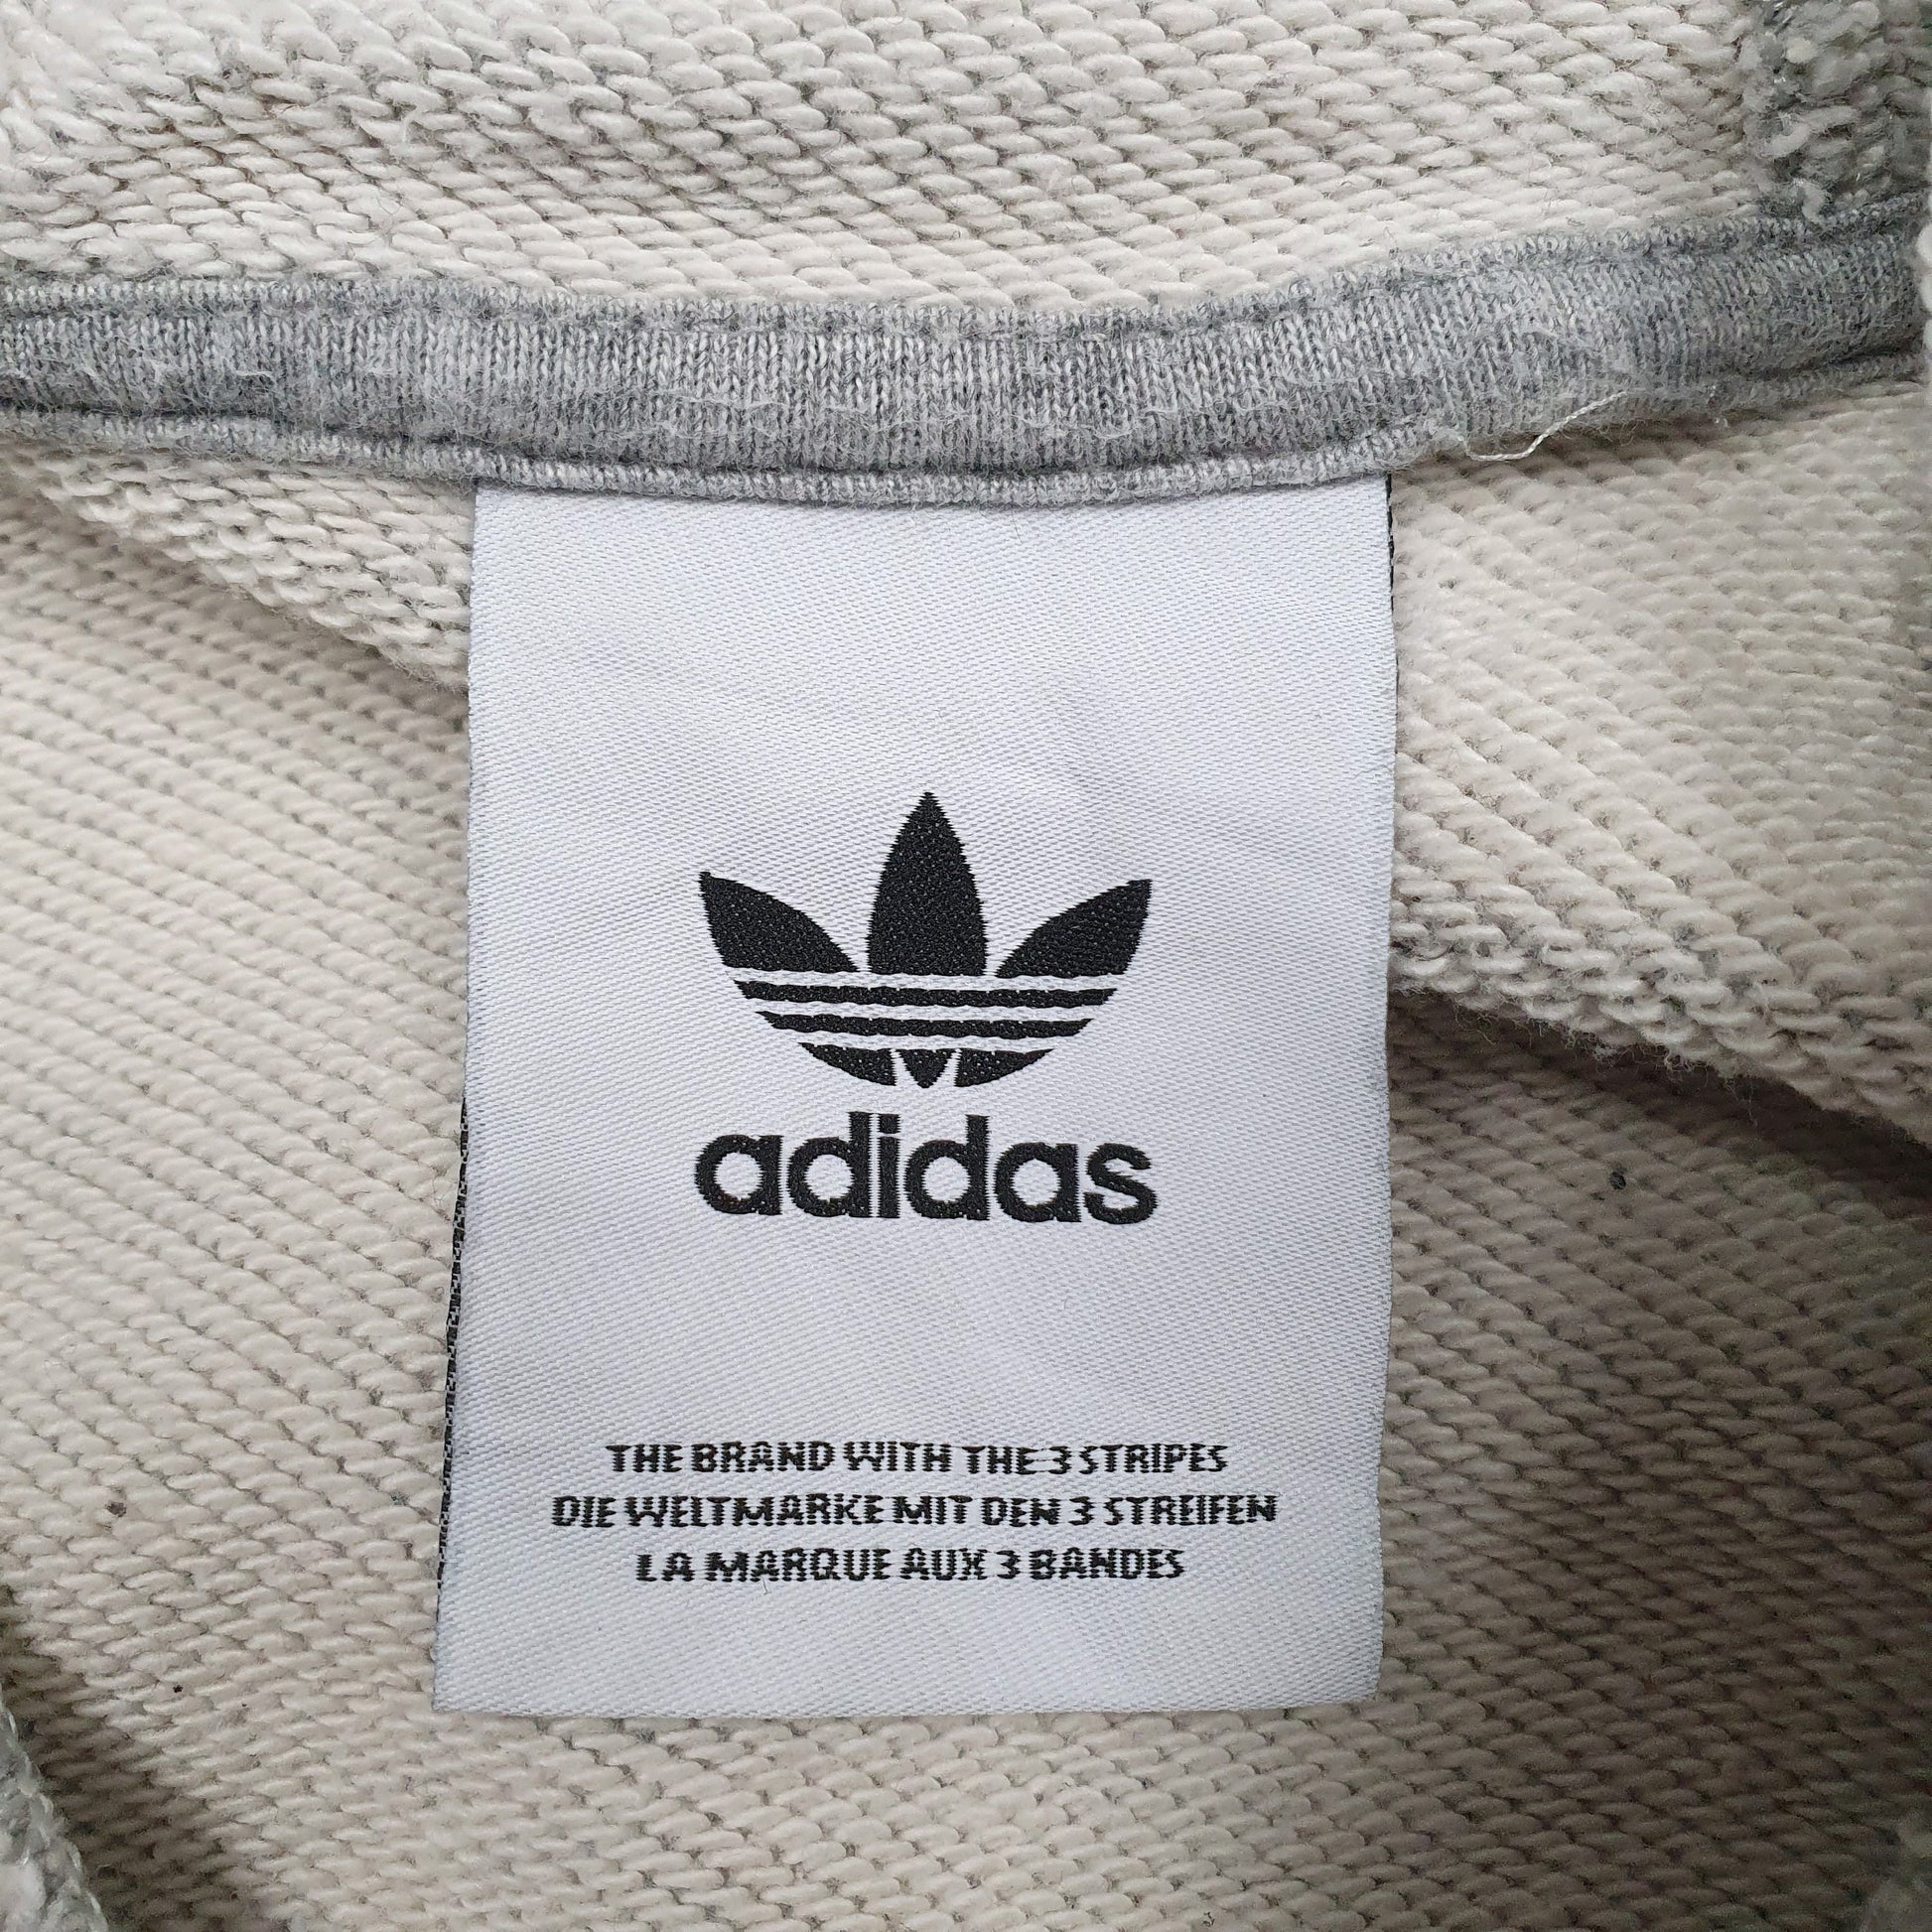 adidas
THE BRAND WITH THE 3 STRIPES
DIE WELTMARKE MIT DEN 3 STREIFEN
LA MARQUE AUX 3 BANDES